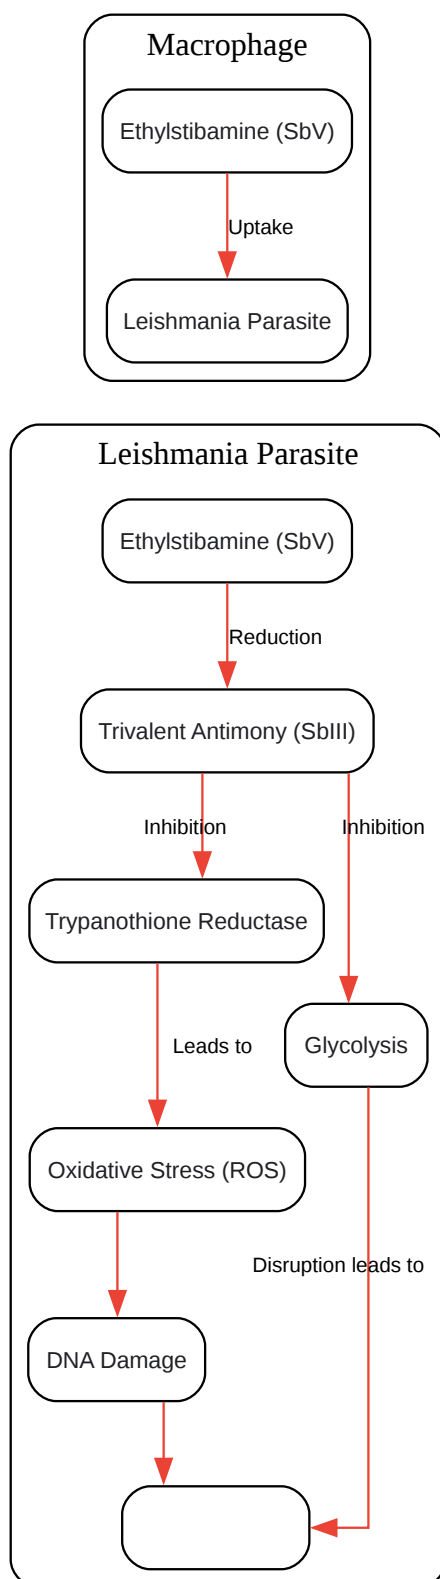 Macrophage
Ethylstibamine (SbV)
Uptake
Leishmania Parasite
Leishmania Parasite
Ethylstibamine (SbV)
Reduction
Trivalent Antimony (SbIII)
Inhibition
Inhibition
Trypanothione Reductase
Leads to
Glycolysis
Oxidative Stress (ROS)
Disruption leads to
DNA Damage